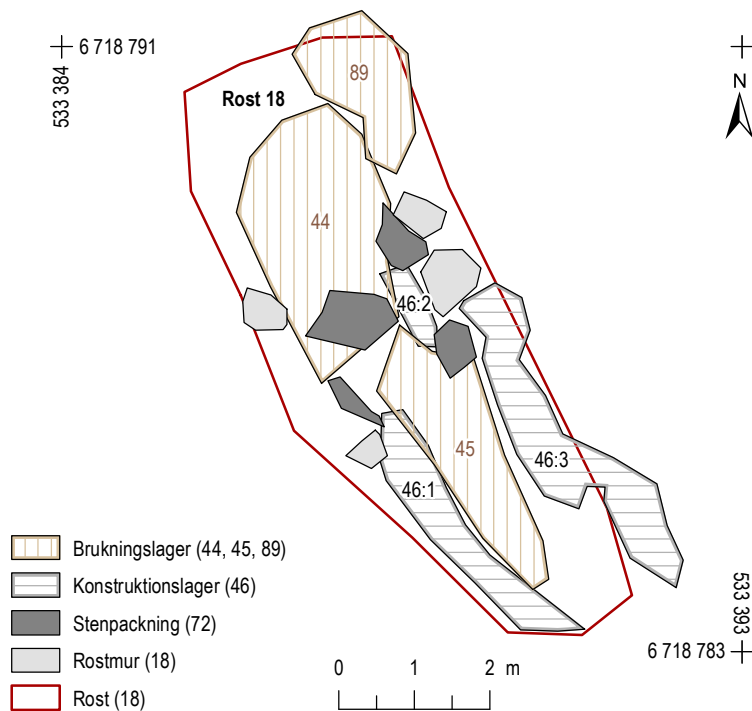 6 718 791
533 384
N
89
Rost 18
44
46:2
45
46:3
46:1
Brukningslager (44, 45, 89)
Konstruktionslager (46)
Stenpackning (72)
Rostmur (18)
Rost (18)
533 393
6 718 783
0 1 2 m